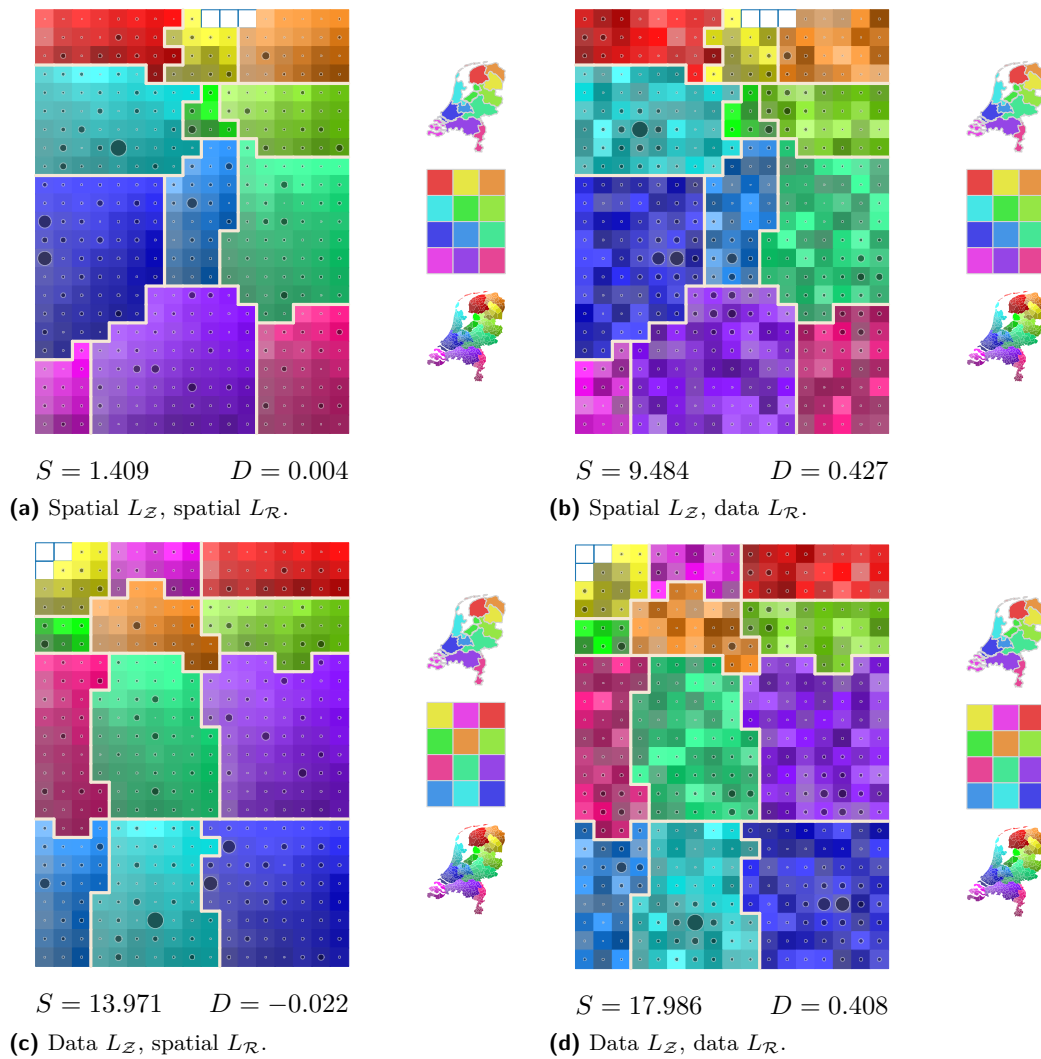 S = 1.409 D = 0.004
(a) Spatial L_𝒵, spatial L_ℛ.
S = 9.484 D = 0.427
(b) Spatial L_𝒵, data L_ℛ.
S = 13.971 D = −0.022
(c) Data L_𝒵, spatial L_ℛ.
S = 17.986 D = 0.408
(d) Data L_𝒵, data L_ℛ.